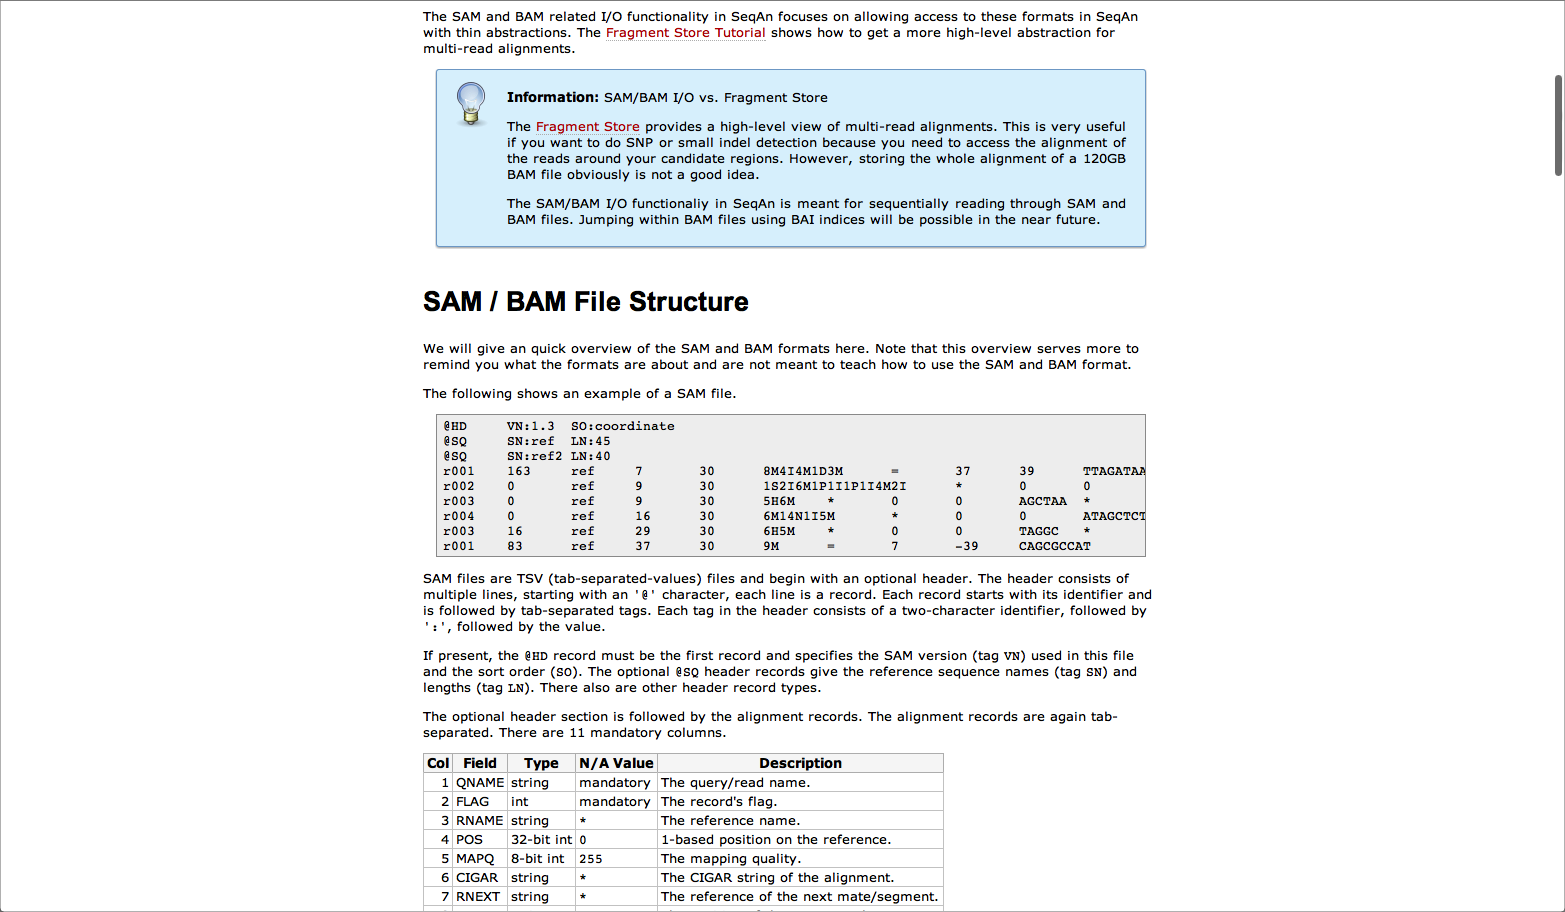 The SAM and BAM related I/O functionality in SeqAn focuses on allowing access to these formats in SeqAn
with thin abstractions. The Fragment Store Tutorial shows how to get a more high-level abstraction for
multi-read alignments.
Information: SAM/BAM I/O vs. Fragment Store
The Fragment Store provides a high-level view of multi-read alignments. This is very useful
if you want to do SNP or small indel detection because you need to access the alignment of
the reads around your candidate regions. However, storing the whole alignment of a 120GB
BAM file obviously is not a good idea.
The SAM/BAM I/O functionaliy in SeqAn is meant for sequentially reading through SAM and
BAM files. Jumping within BAM files using BAI indices will be possible in the near future.
SAM / BAM File Structure
We will give an quick overview of the SAM and BAM formats here. Note that this overview serves more to
remind you what the formats are about and are not meant to teach how to use the SAM and BAM format.
The following shows an example of a SAM file.
@HD VN:1.3 SO:coordinate
@SQ SN:ref LN:45
@SQ SN:ref2 LN:40
r001 163 ref 7 30 8M4I4M1D3M = 37 39 TTAGATAA
r002 0 ref 9 30 1S2I6M1P1I1P1I4M2I * 0 0
r003 0 ref 9 30 5H6M * 0 0 AGCTAA *
r004 0 ref 16 30 6M14N1I5M * 0 0 ATAGCTCT
r003 16 ref 29 30 6H5M * 0 0 TAGGC *
r001 83 ref 37 30 9M = 7 -39 CAGCGCCAT
SAM files are TSV (tab-separated-values) files and begin with an optional header. The header consists of
multiple lines, starting with an '@' character, each line is a record. Each record starts with its identifier and
is followed by tab-separated tags. Each tag in the header consists of a two-character identifier, followed by
':', followed by the value.
If present, the @HD record must be the first record and specifies the SAM version (tag VN) used in this file
and the sort order (SO). The optional @SQ header records give the reference sequence names (tag SN) and
lengths (tag LN). There also are other header record types.
The optional header section is followed by the alignment records. The alignment records are again tab-
separated. There are 11 mandatory columns.
Col Field Type N/A Value Description
1 QNAME string mandatory The query/read name.
2 FLAG int mandatory The record's flag.
3 RNAME string * The reference name.
4 POS 32-bit int 0 1-based position on the reference.
5 MAPQ 8-bit int 255 The mapping quality.
6 CIGAR string * The CIGAR string of the alignment.
7 RNEXT string * The reference of the next mate/segment.